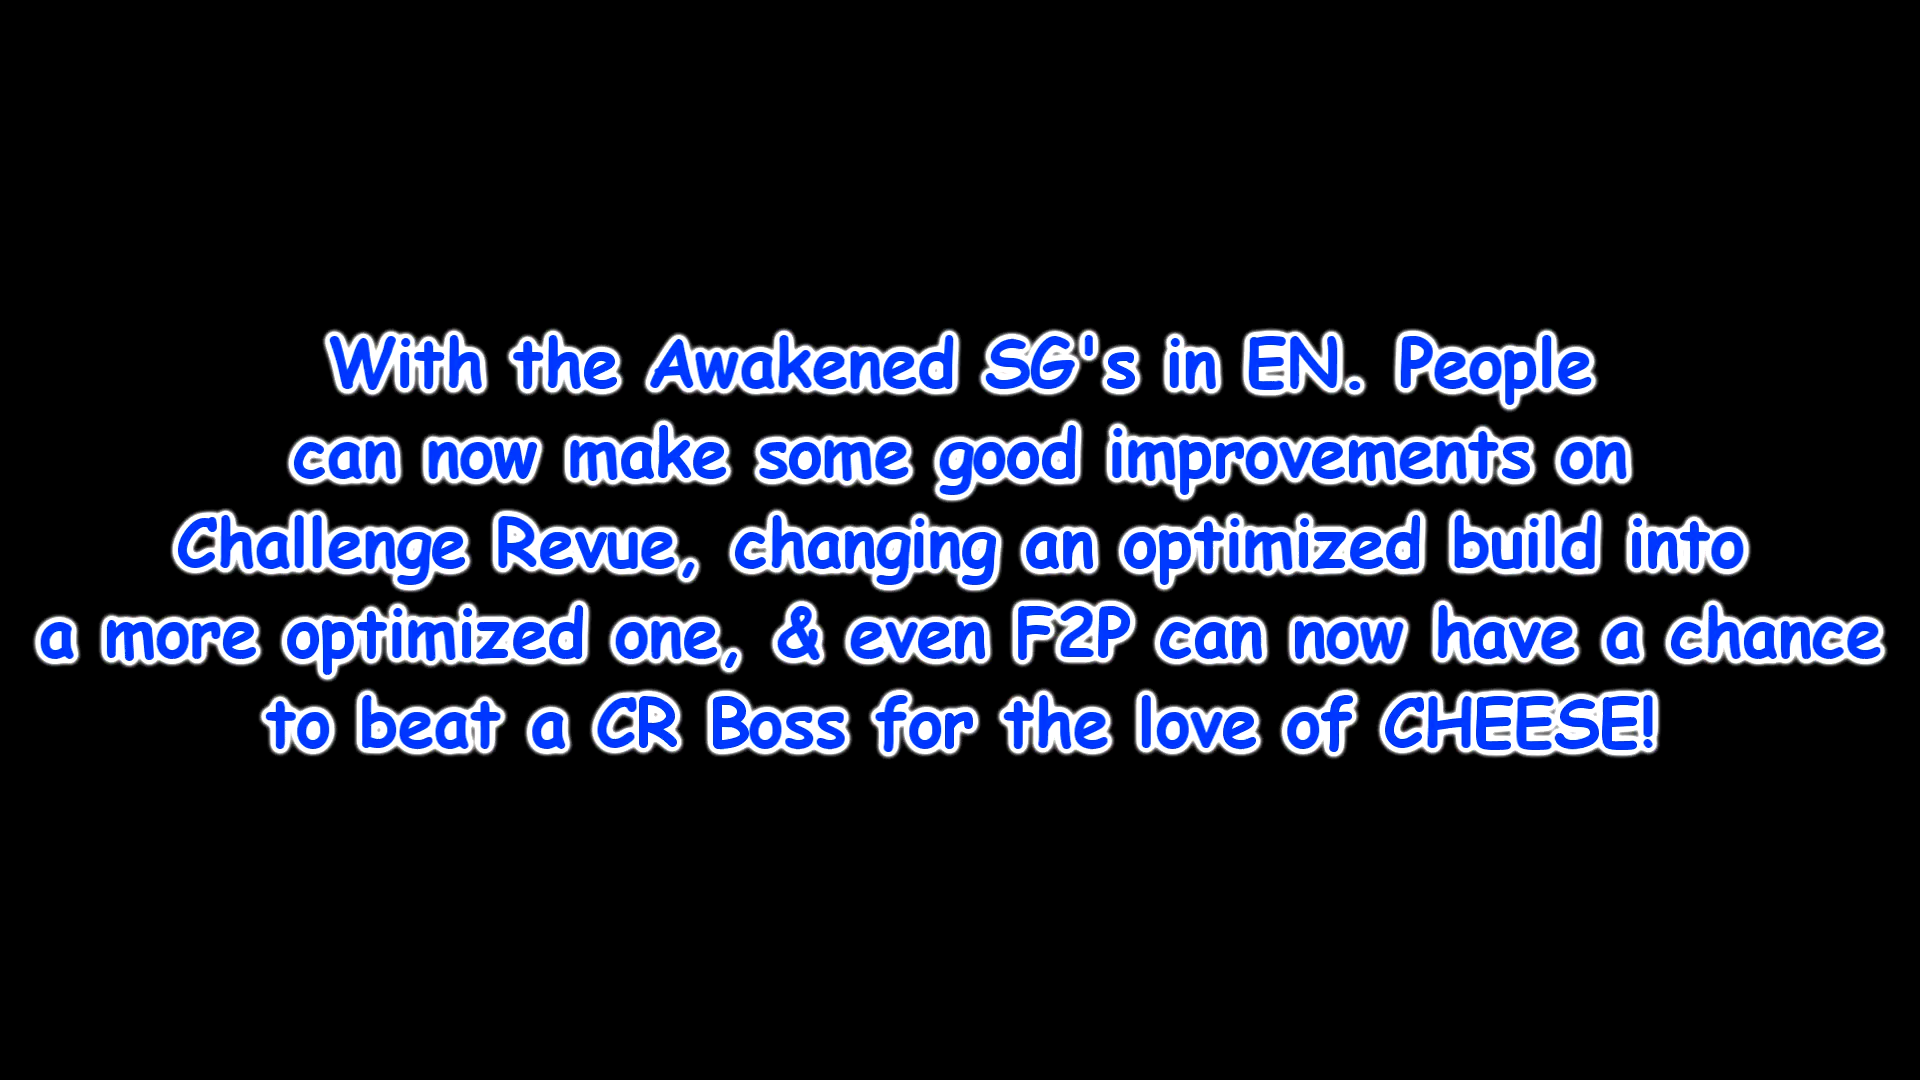 With the Awakened SG's in EN. People
can now make some good improvements on
Challenge Revue, changing an optimized build into
a more optimized one, & even F2P can now have a chance
to beat a CR Boss for the love of CHEESE!